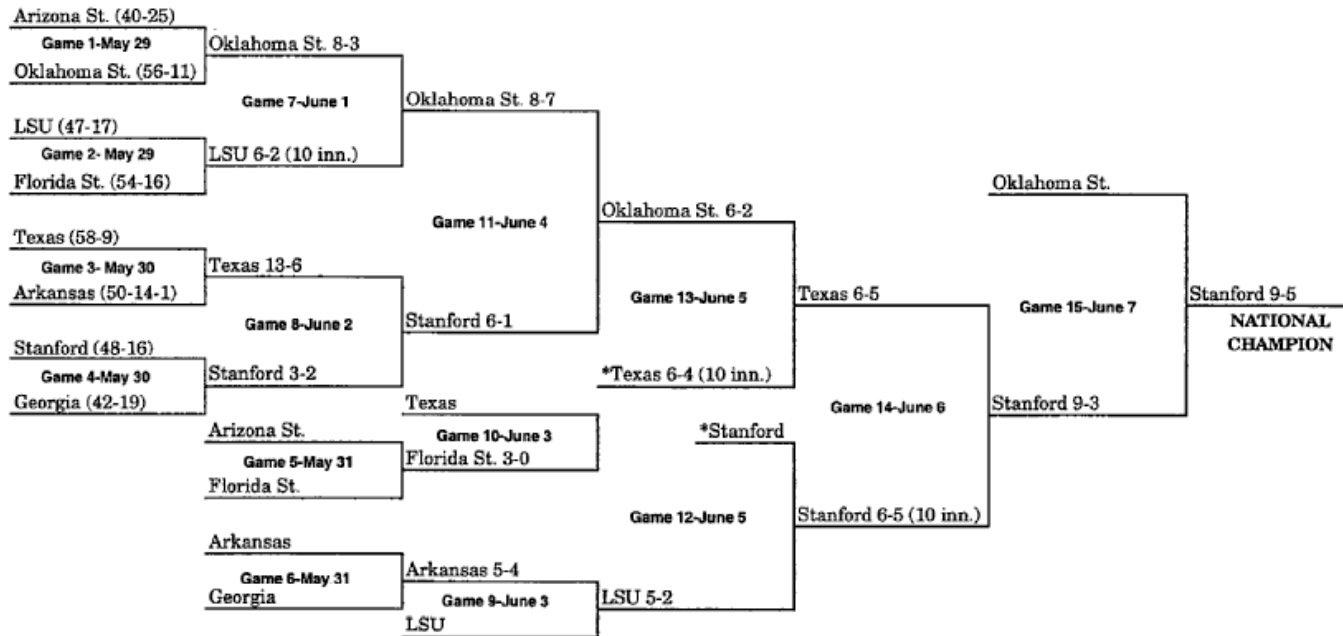 Arizona St. (40-25)
Game 1-May 29
Oklahoma St. 8-3
Oklahoma St. (56-11)
Game 7-June 1
Oklahoma St. 8-7
LSU (47-17)
Game 2- May 29
LSU 6-2 (10 inn.)
Florida St. (54-16)
Oklahoma St.
Game 11-June 4
Oklahoma St. 6-2
Texas (58-9)
Game 3- May 30
Texas 13-6
Arkansas (50-14-1)
Game 13-June 5
Texas 6-5
Game 15-June 7
Stanford 9-5
NATIONAL
CHAMPION
Game 8-June 2
Stanford 6-1
Stanford (48-16)
Game 4-May 30
Stanford 3-2
*Texas 6-4 (10 inn.)
Georgia (42-19)
Texas
Game 14-June 6
Stanford 9-3
Arizona St.
Game 10-June 3
*Stanford
Game 5-May 31
Florida St. 3-0
Florida St.
Game 12-June 5
Stanford 6-5 (10 inn.)
Arkansas
Game 6-May 31
Arkansas 5-4
Georgia
Game 9-June 3
LSU 5-2
LSU